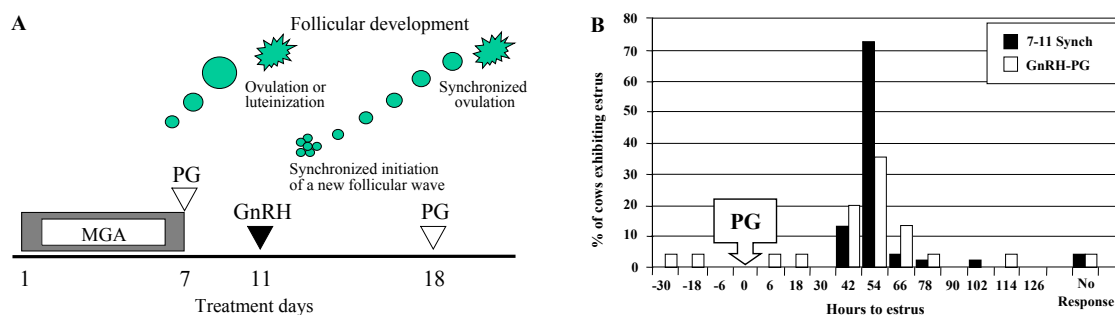 A
Follicular development
Ovulation or
luteinization
Synchronized
ovulation
Synchronized initiation
of a new follicular wave
PG
GnRH
PG
MGA
1
7
11
18
Treatment days
B
% of cows exhibiting estrus
80
70
60
50
40
30
20
10
0
7-11 Synch
GnRH-PG
PG
-30 -18 -6 0 6 18 30 42 54 66 78 90 102 114 126 No
Response
Hours to estrus